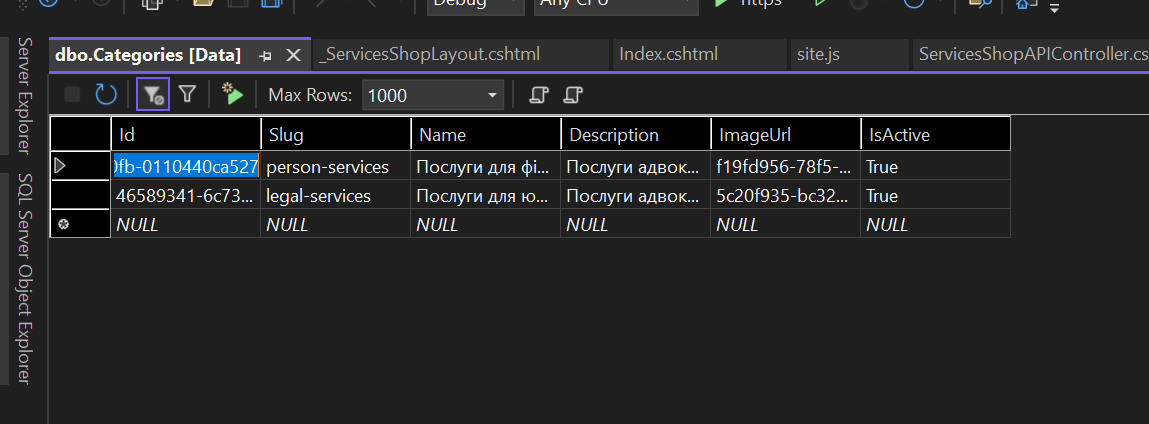 Debug Any CPU https
dbo.Categories [Data] _ServicesShopLayout.cshtml Index.cshtml site.js ServicesShopAPIController.cs
Server Explorer
SQL Server Object Explorer
Max Rows: 1000
Id Slug Name Description ImageUrl IsActive
0fb-0110440ca527 person-services Послуги для фі... Послуги адвок... f19fd956-78f5-... True
46589341-6c73... legal-services Послуги для ю... Послуги адвок... 5c20f935-bc32... True
NULL NULL NULL NULL NULL NULL